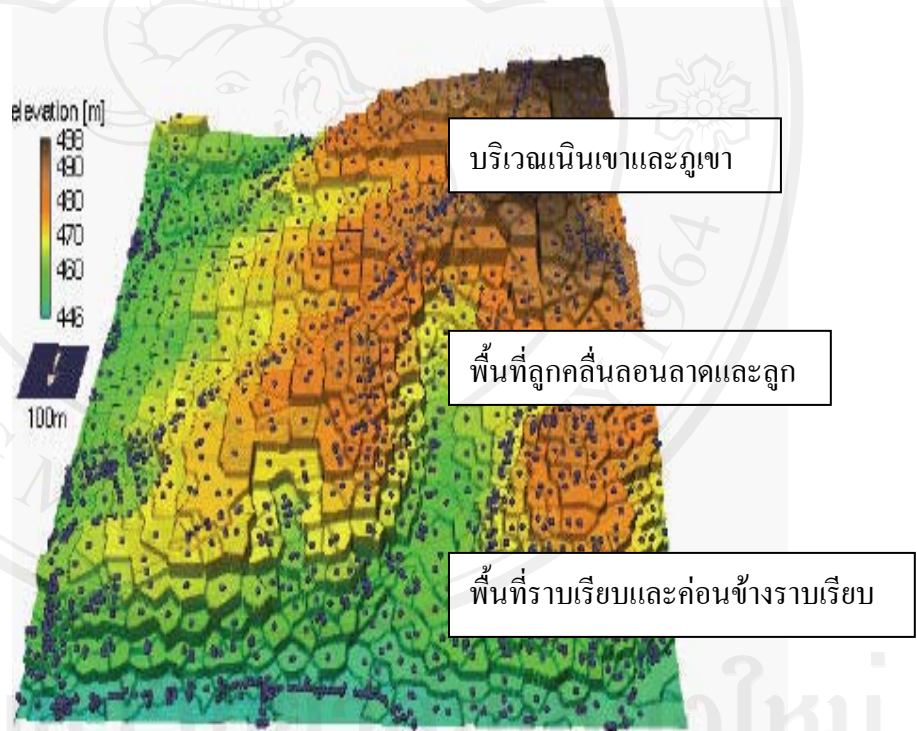 elevation [m]
498
490
480
470
460
446
100m
บริเวณเนินเขาและภูเขา
พื้นที่ลูกคลื่นลอนลาดและลูก
พื้นที่ราบเรียบและค่อนข้างราบเรียบ
1964